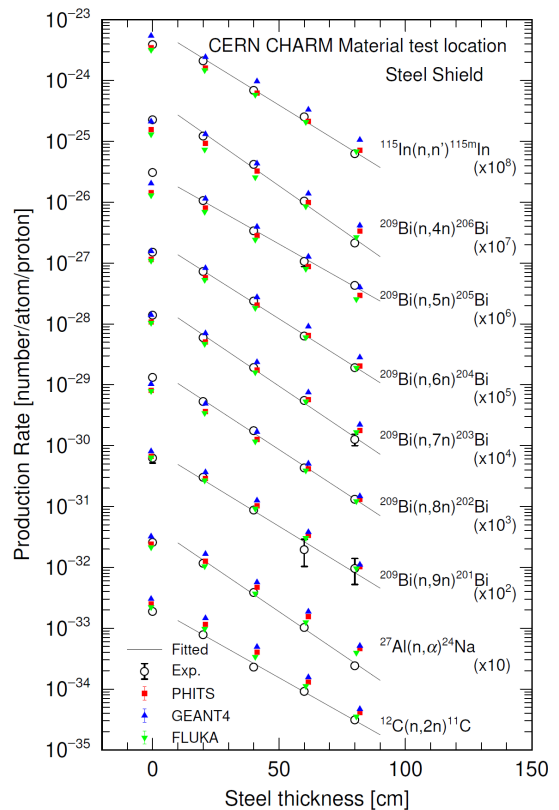 CERN CHARM Material test location
Steel Shield
10⁻²³
10⁻²⁴
10⁻²⁵
10⁻²⁶
10⁻²⁷
10⁻²⁸
10⁻²⁹
10⁻³⁰
10⁻³¹
10⁻³²
10⁻³³
10⁻³⁴
10⁻³⁵
Production Rate [number/atom/proton]
¹¹⁵In(n,n')¹¹⁵ᵐIn
(x10⁸)
²⁰⁹Bi(n,4n)²⁰⁶Bi
(x10⁷)
²⁰⁹Bi(n,5n)²⁰⁵Bi
(x10⁶)
²⁰⁹Bi(n,6n)²⁰⁴Bi
(x10⁵)
²⁰⁹Bi(n,7n)²⁰³Bi
(x10⁴)
²⁰⁹Bi(n,8n)²⁰²Bi
(x10³)
²⁰⁹Bi(n,9n)²⁰¹Bi
(x10²)
²⁷Al(n,α)²⁴Na
(x10)
¹²C(n,2n)¹¹C
Fitted
Exp.
PHITS
GEANT4
FLUKA
0 50 100 150
Steel thickness [cm]